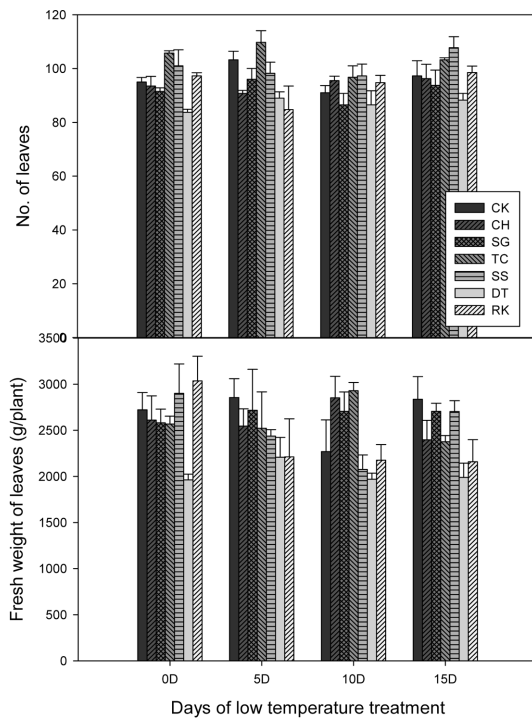 120
100
80
60
40
20
0
No. of leaves
CK
CH
SG
TC
SS
DT
RK
3500
3000
2500
2000
1500
1000
500
0
Fresh weight of leaves (g/plant)
0D 5D 10D 15D
Days of low temperature treatment